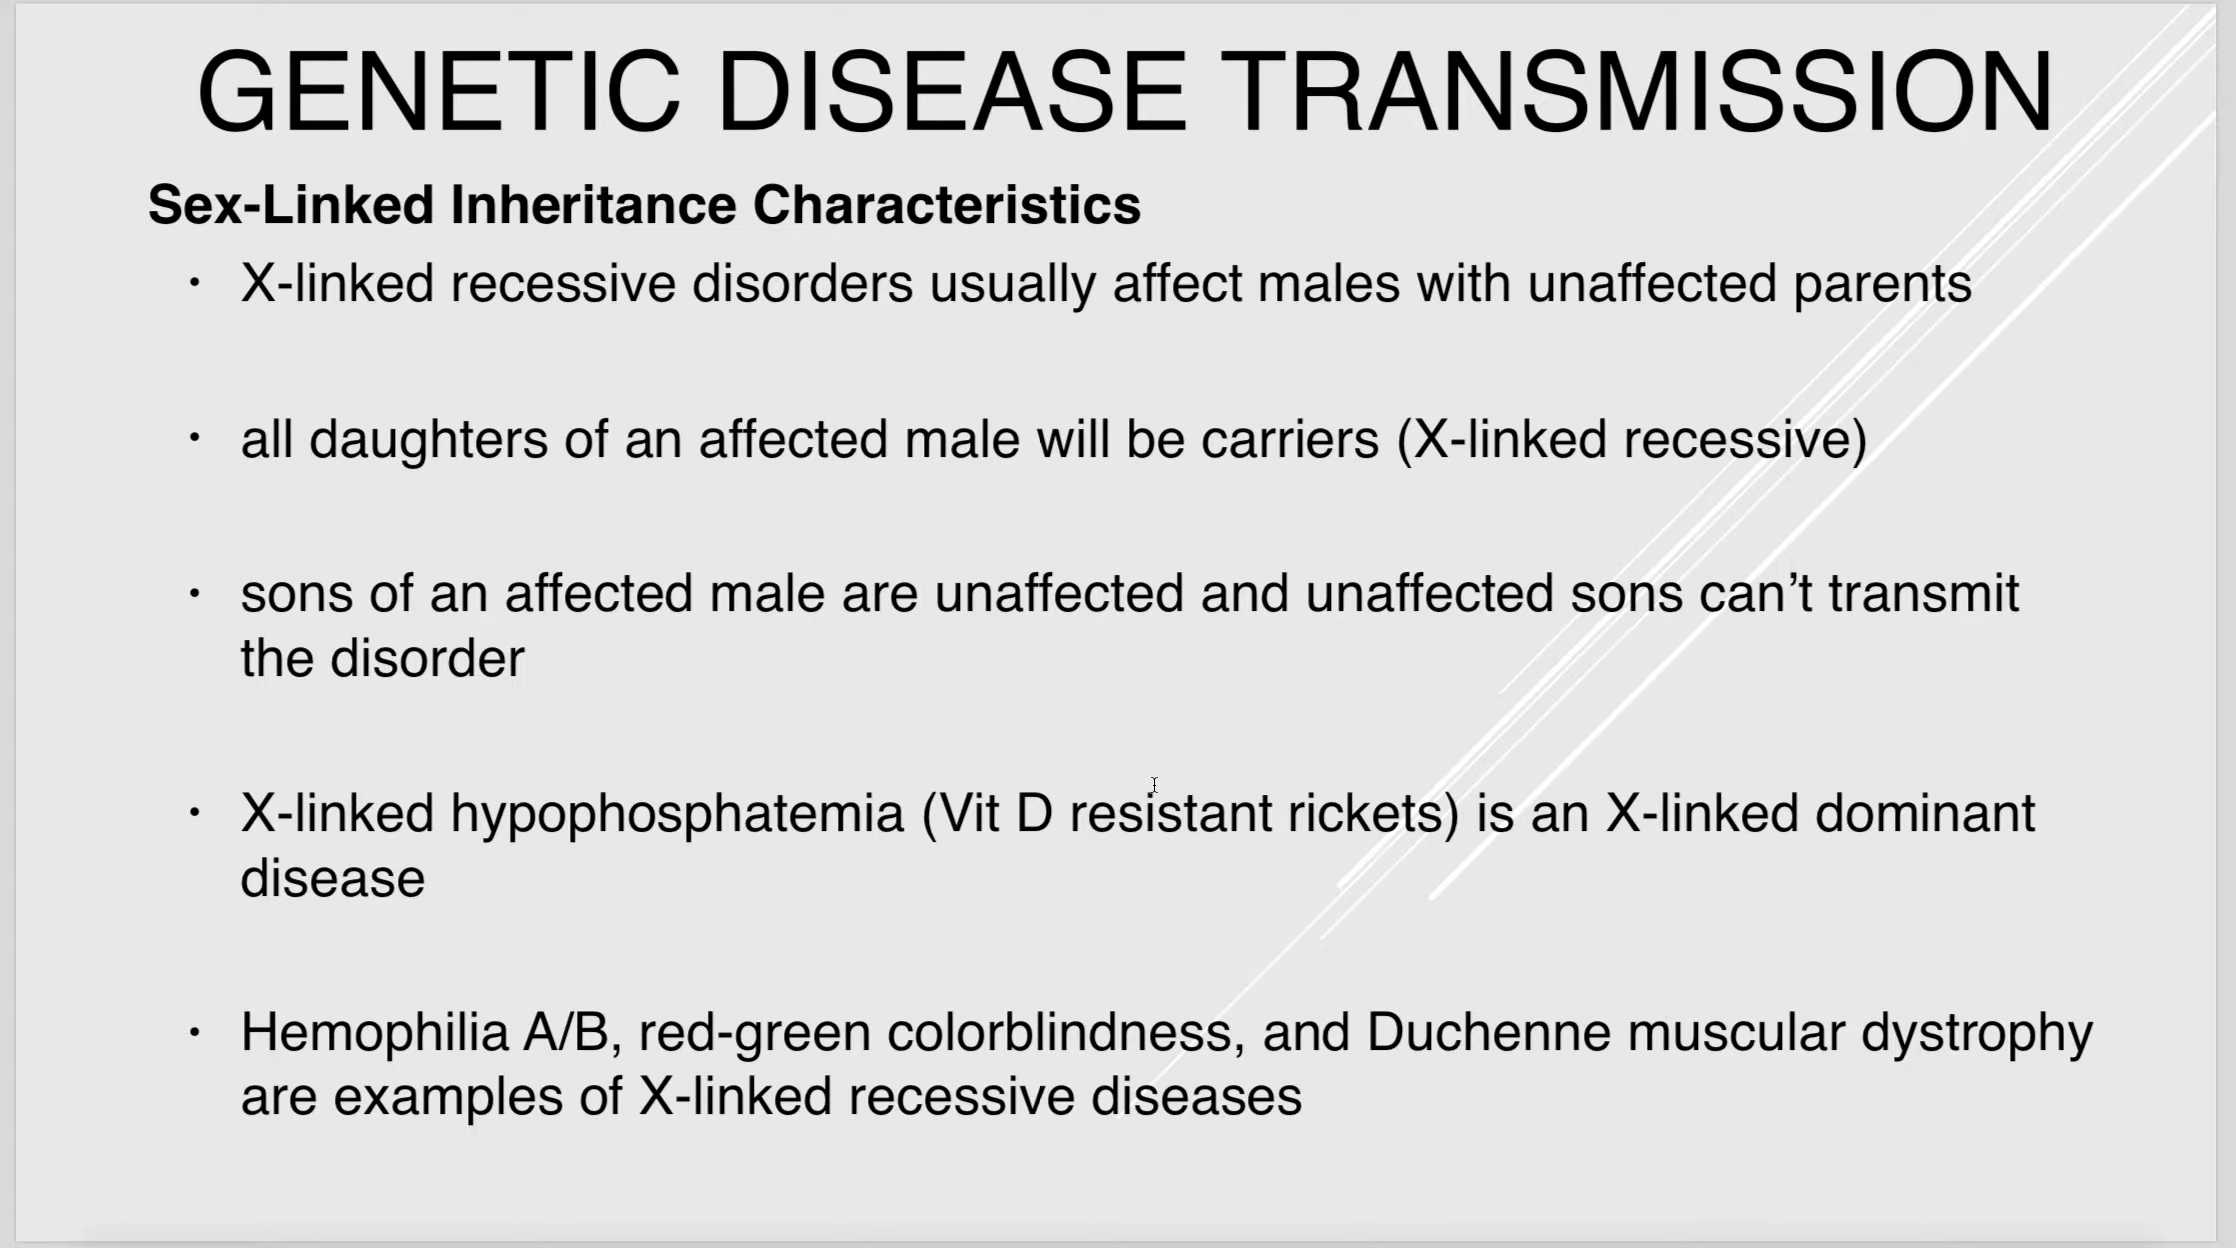 GENETIC DISEASE TRANSMISSION
Sex-Linked Inheritance Characteristics
• X-linked recessive disorders usually affect males with unaffected parents
• all daughters of an affected male will be carriers (X-linked recessive)
• sons of an affected male are unaffected and unaffected sons can’t transmit
the disorder
• X-linked hypophosphatemia (Vit D resistant rickets) is an X-linked dominant
disease
• Hemophilia A/B, red-green colorblindness, and Duchenne muscular dystrophy
are examples of X-linked recessive diseases